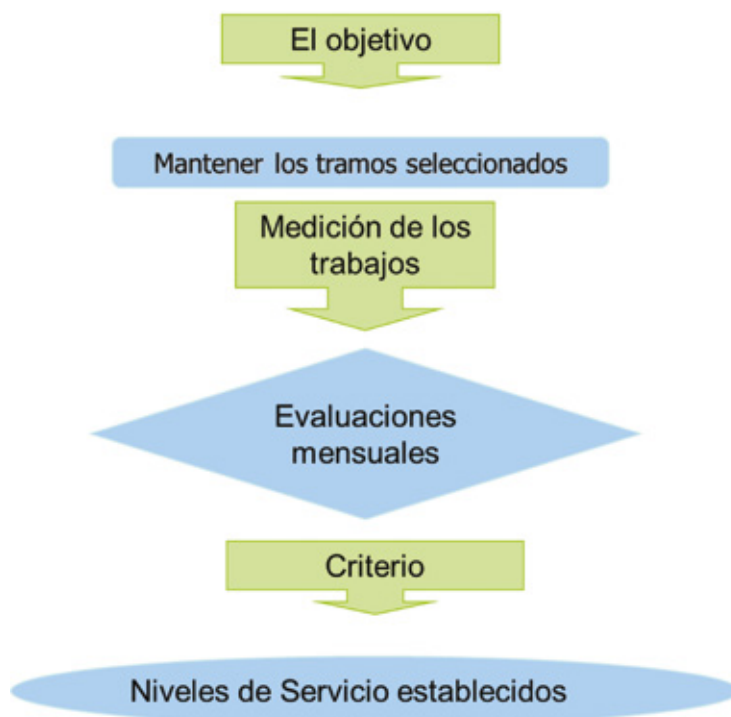 El objetivo
Mantener los tramos seleccionados
Medición de los
trabajos
Evaluaciones
mensuales
Criterio
Niveles de Servicio establecidos